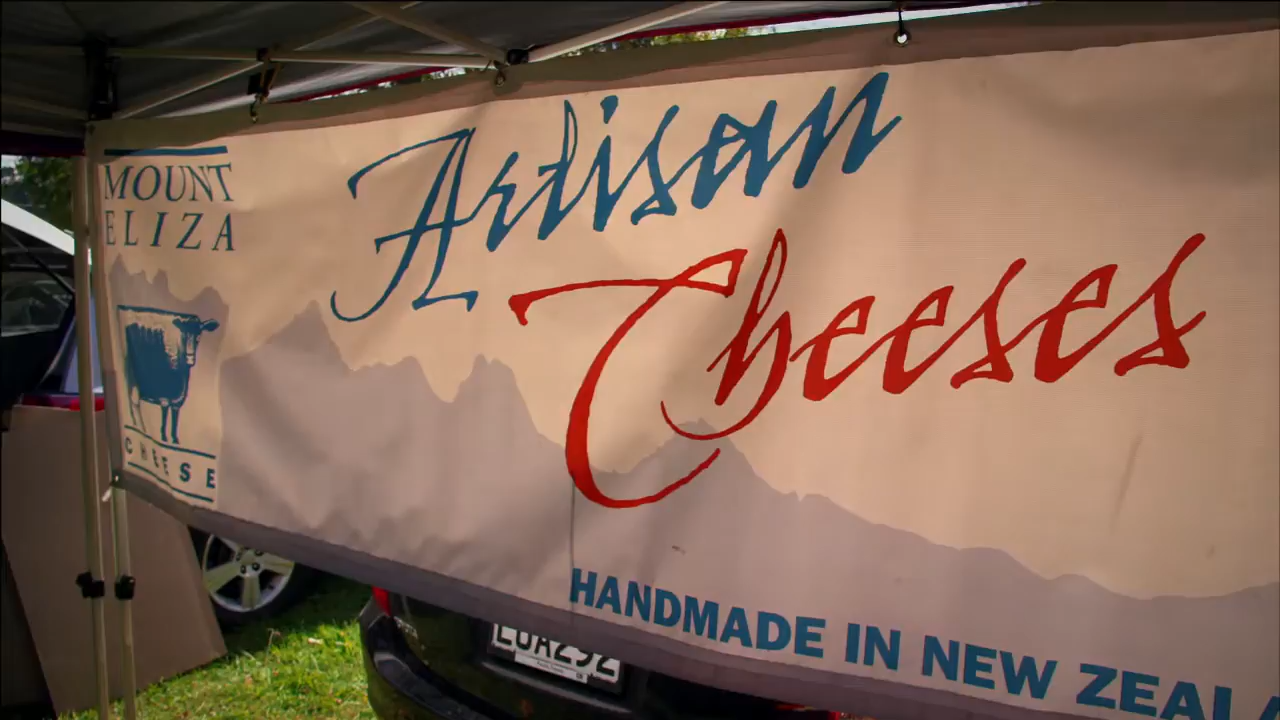 MOUNT
ELIZA
CHEESE
Artisan
Cheeses
HANDMADE IN NEW ZEALA